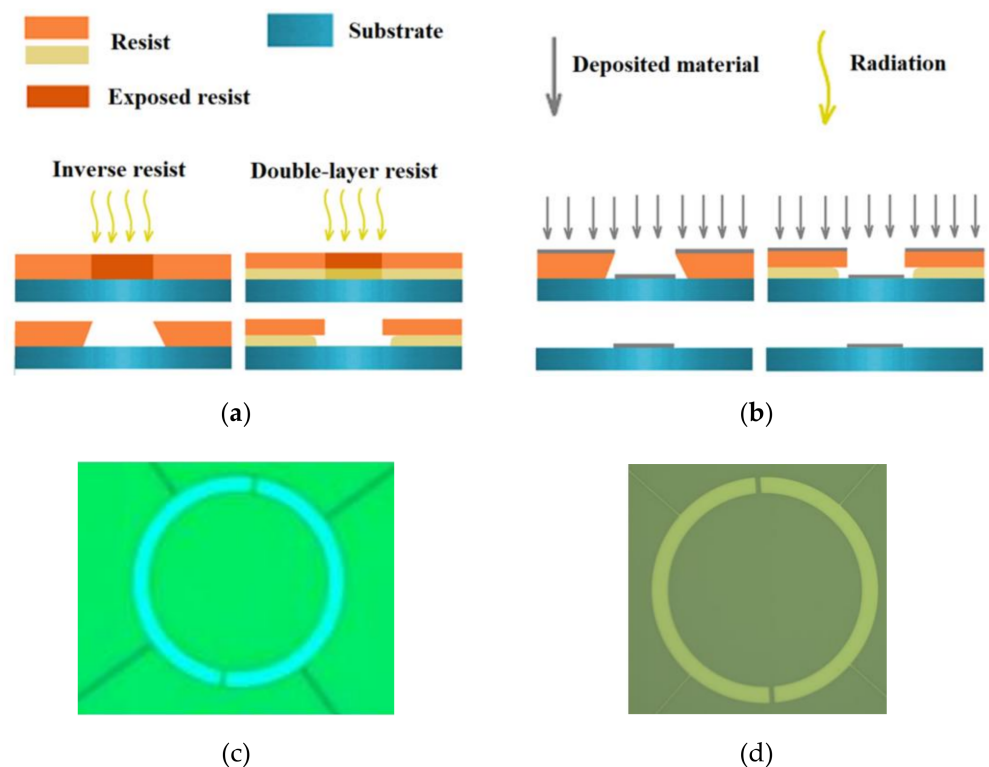 Resist
Substrate
Exposed resist
Deposited material
Radiation
Inverse resist
Double-layer resist
(a)
(b)
(c)
(d)